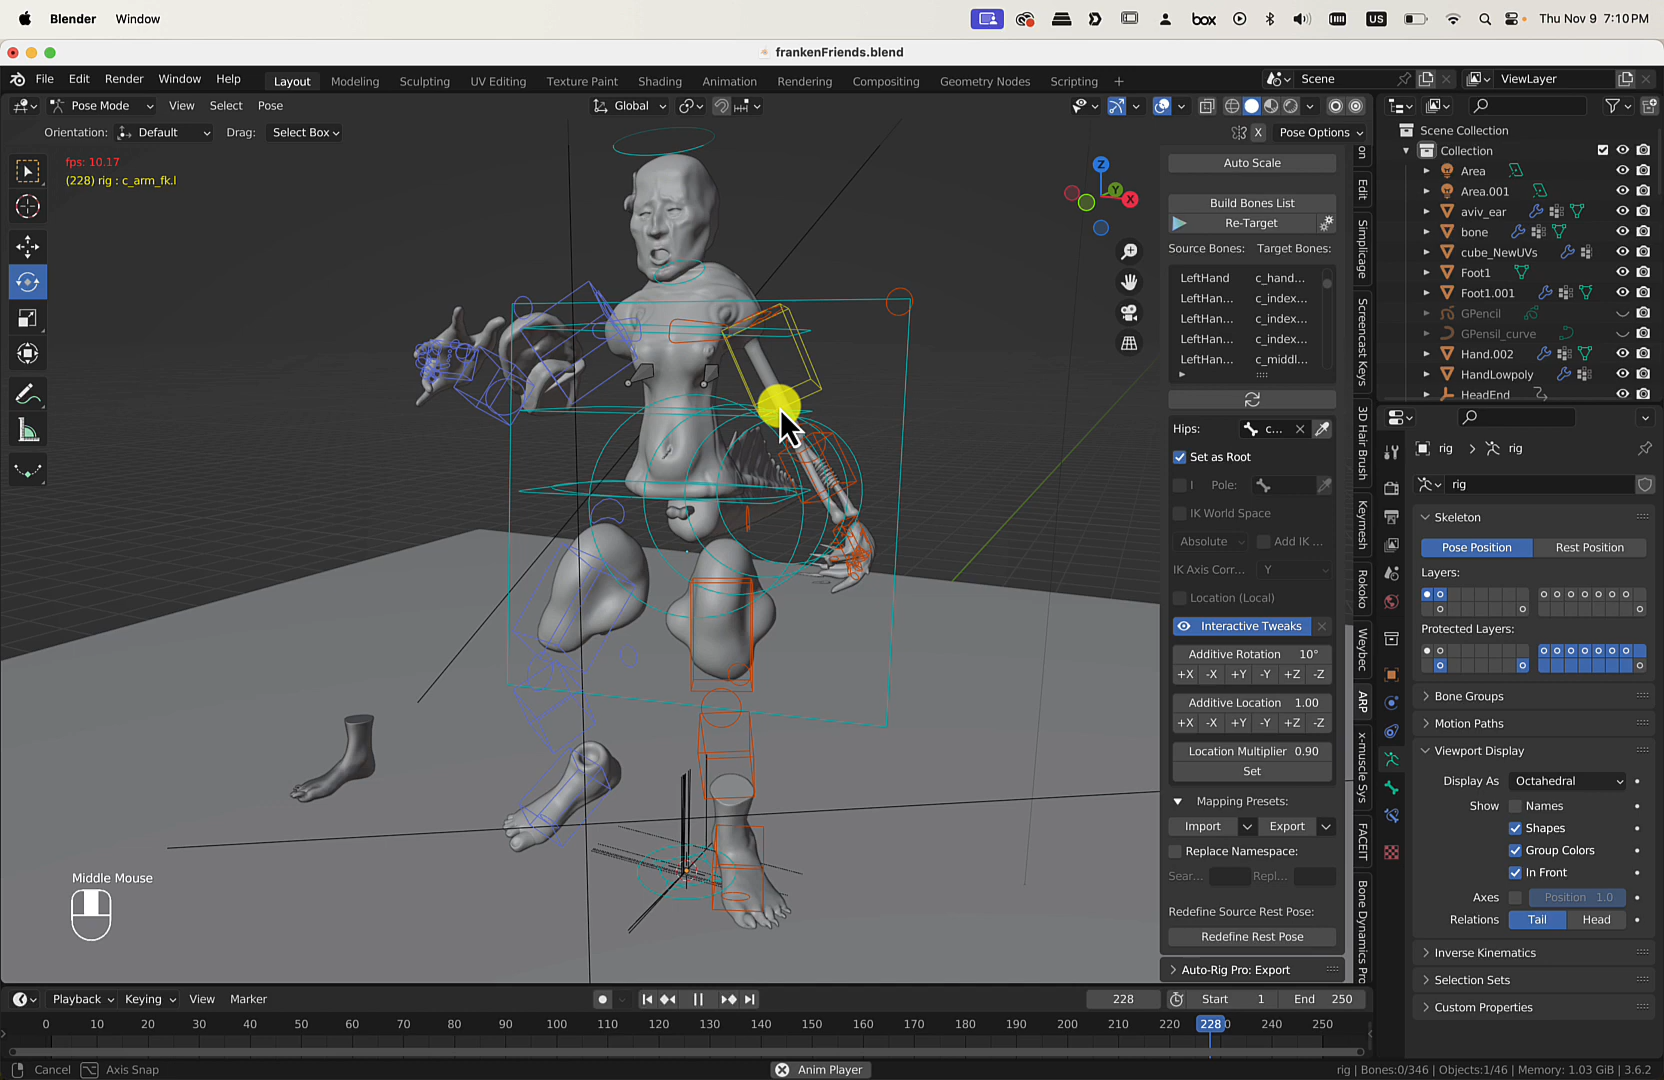 Blender Window
box
US
Thu Nov 9 7:10 PM
frankenFriends.blend
File Edit Render Window Help
Layout Modeling Sculpting UV Editing Texture Paint Shading Animation Rendering Compositing Geometry Nodes Scripting +
Scene
ViewLayer
Pose Mode View Select Pose
Global
Orientation: Default Drag: Select Box
X Pose Options
fps: 10.17
(228) rig : c_arm_fk.l
Z
Y
X
Auto Scale
Build Bones List
Re-Target
Source Bones: Target Bones:
LeftHand c_hand...
LeftHan... c_index...
LeftHan... c_index...
LeftHan... c_index...
LeftHan... c_middl...
Hips: c...
Set as Root
I Pole:
IK World Space
Absolute Add IK ...
IK Axis Corr... Y
Location (Local)
Interactive Tweaks
Additive Rotation 10°
+X -X +Y -Y +Z -Z
Additive Location 1.00
+X -X +Y -Y +Z -Z
Location Multiplier 0.90
Set
Mapping Presets:
Import Export
Replace Namespace:
Sear... Repl...
Redefine Source Rest Pose:
Redefine Rest Pose
Auto-Rig Pro: Export
on
Edit
Simplicage
Screencast Keys
3D Hair Brush
Keymesh
Rokoko
Weybec
ARP
x-muscle Sys
FACEIT
Bone Dynamics Pro
Scene Collection
Collection
Area
Area.001
aviv_ear
bone
cube_NewUVs
Foot1
Foot1.001
GPencil
GPensil_curve
Hand.002
HandLowpoly
HeadEnd
rig > rig
rig
Skeleton
Pose Position Rest Position
Layers:
Protected Layers:
Bone Groups
Motion Paths
Viewport Display
Display As Octahedral
Show Names
Shapes
Group Colors
In Front
Axes Position 1.0
Relations Tail Head
Inverse Kinematics
Selection Sets
Custom Properties
Middle Mouse
Playback Keying View Marker
228 Start 1 End 250
0 10 20 30 40 50 60 70 80 90 100 110 120 130 140 150 160 170 180 190 200 210 220 228 240 250
Cancel Axis Snap
Anim Player
rig | Bones:0/346 | Objects:1/46 | Memory: 1.03 GiB | 3.6.2